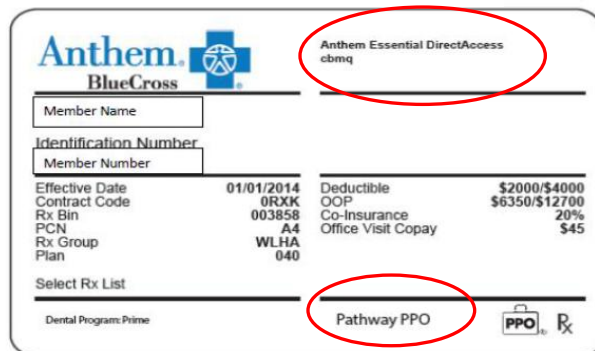 Anthem.
BlueCross
Anthem Essential DirectAccess
cbmq
Member Name
Identification Number
Member Number
Effective Date 01/01/2014
Contract Code 0RXK
Rx Bin 003858
PCN A4
Rx Group WLHA
Plan 040
Select Rx List
Deductible $2000/$4000
OOP $6350/$12700
Co-Insurance 20%
Office Visit Copay $45
Dental Program: Prime
Pathway PPO
PPO
Rx